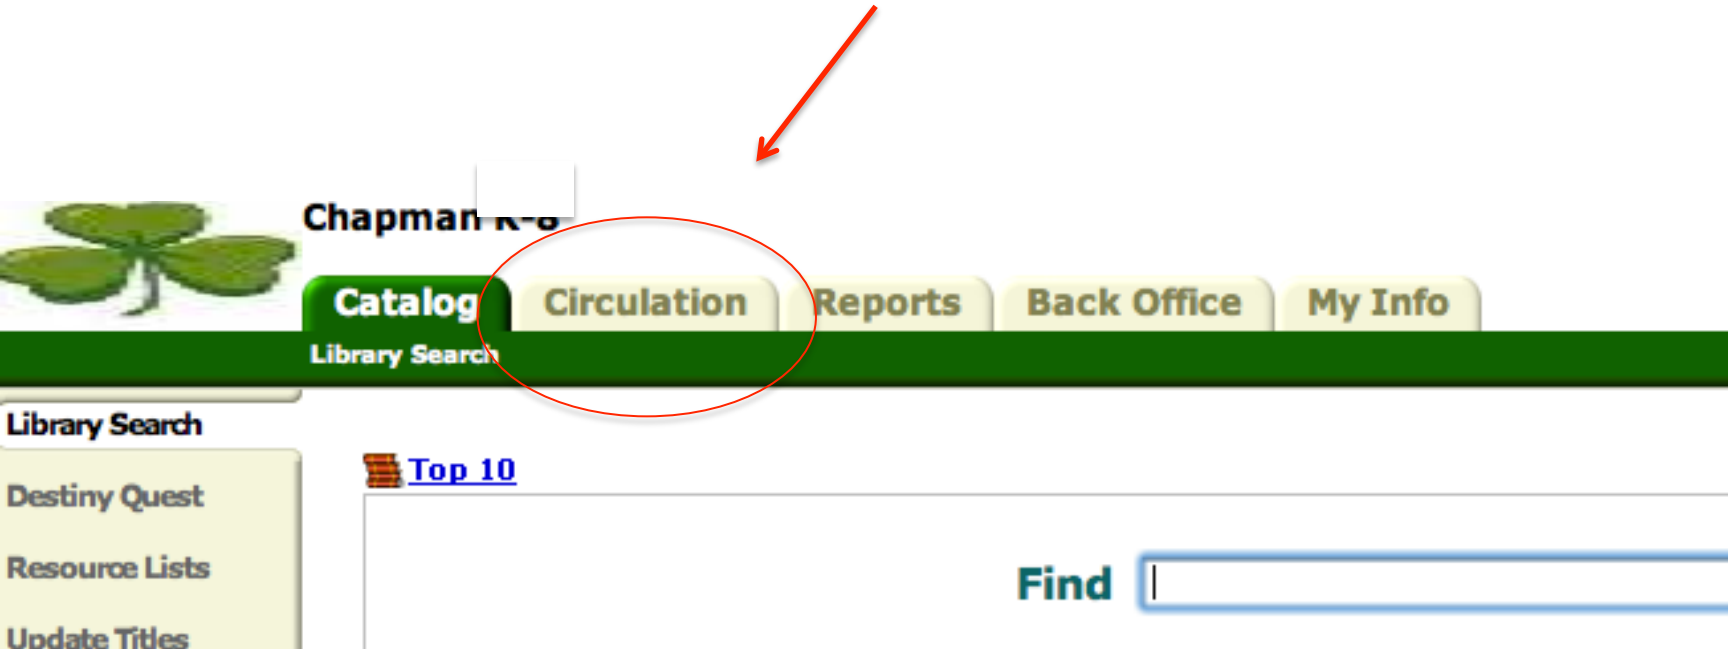 Chapman K-8
Catalog Circulation Reports Back Office My Info
Library Search
Library Search
Top 10
Destiny Quest
Resource Lists
Find
Update Titles